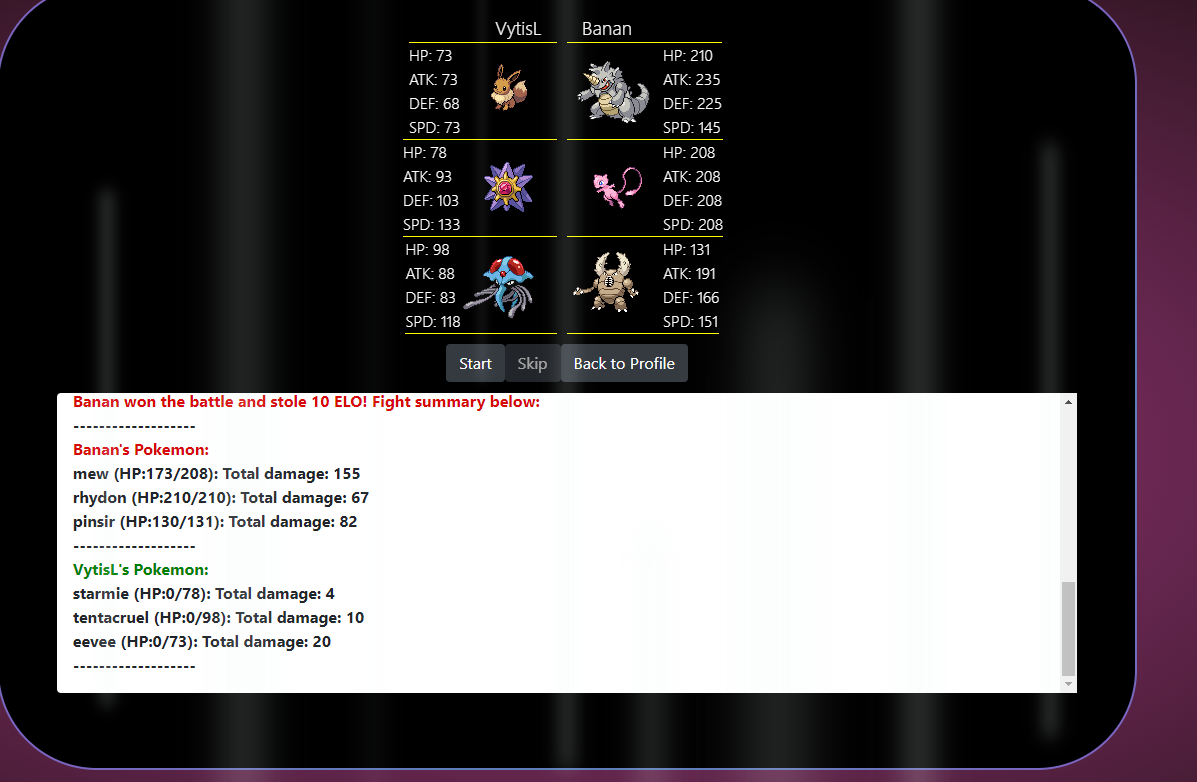 VytisL Banan
HP: 73 HP: 210
ATK: 73 ATK: 235
DEF: 68 DEF: 225
SPD: 73 SPD: 145
HP: 78 HP: 208
ATK: 93 ATK: 208
DEF: 103 DEF: 208
SPD: 133 SPD: 208
HP: 98 HP: 131
ATK: 88 ATK: 191
DEF: 83 DEF: 166
SPD: 118 SPD: 151
Start Skip Back to Profile
Banan won the battle and stole 10 ELO! Fight summary below:
-------------------
Banan's Pokemon:
mew (HP:173/208): Total damage: 155
rhydon (HP:210/210): Total damage: 67
pinsir (HP:130/131): Total damage: 82
-------------------
VytisL's Pokemon:
starmie (HP:0/78): Total damage: 4
tentacruel (HP:0/98): Total damage: 10
eevee (HP:0/73): Total damage: 20
-------------------